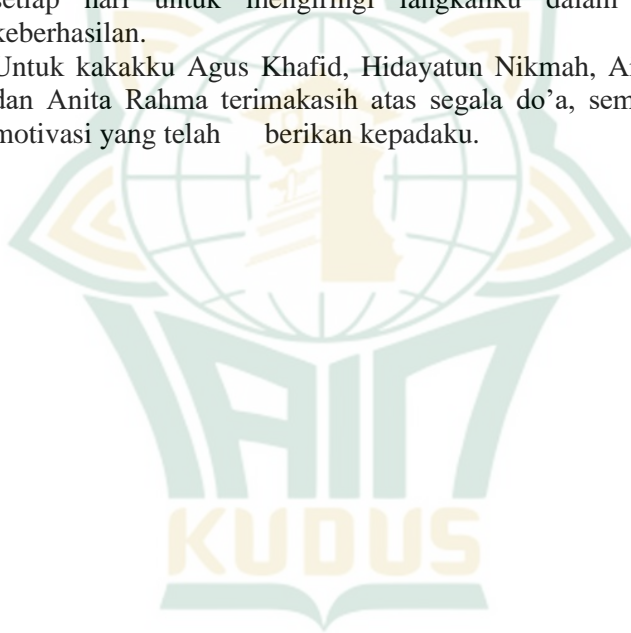 setiap hari untuk mengiringi langkahku dalam
keberhasilan.
Untuk kakakku Agus Khafid, Hidayatun Nikmah,
dan Anita Rahma terimakasih atas segala do’a,
motivasi yang telah berikan kepadaku.
IAIN
KUDUS